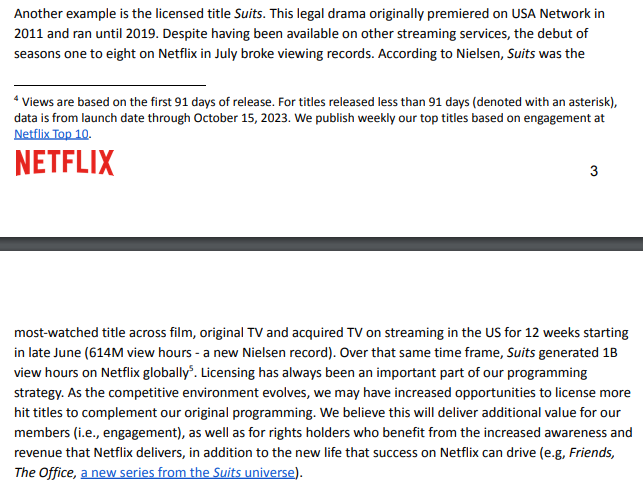 Another example is the licensed title Suits. This legal drama originally premiered on USA Network in
2011 and ran until 2019. Despite having been available on other streaming services, the debut of
seasons one to eight on Netflix in July broke viewing records. According to Nielsen, Suits was the
4 Views are based on the first 91 days of release. For titles released less than 91 days (denoted with an asterisk),
data is from launch date through October 15, 2023. We publish weekly our top titles based on engagement at
Netflix Top 10.
NETFLIX
3
most-watched title across film, original TV and acquired TV on streaming in the US for 12 weeks starting
in late June (614M view hours - a new Nielsen record). Over that same time frame, Suits generated 1B
view hours on Netflix globally5. Licensing has always been an important part of our programming
strategy. As the competitive environment evolves, we may have increased opportunities to license more
hit titles to complement our original programming. We believe this will deliver additional value for our
members (i.e., engagement), as well as for rights holders who benefit from the increased awareness and
revenue that Netflix delivers, in addition to the new life that success on Netflix can drive (e.g, Friends,
The Office, a new series from the Suits universe).